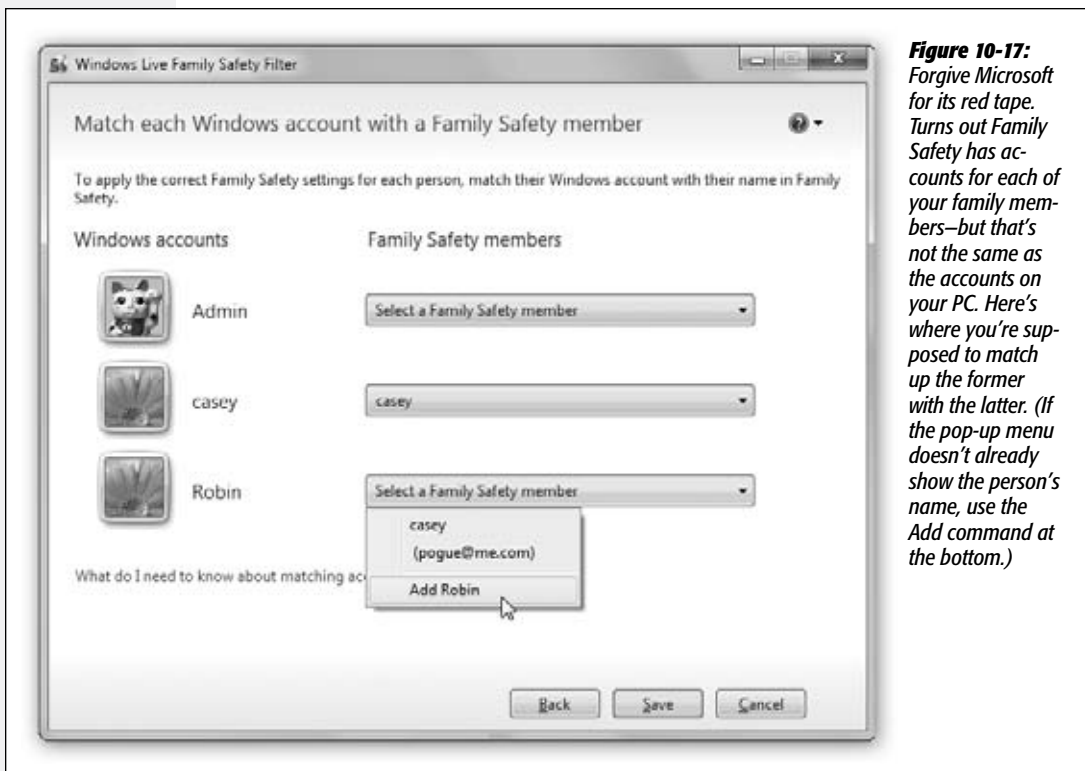 Windows Live Family Safety Filter
Match each Windows account with a Family Safety member
To apply the correct Family Safety settings for each person, match their Windows account with their name in Family
Safety.
Windows accounts Family Safety members
Admin Select a Family Safety member
casey casey
Robin Select a Family Safety member
casey
(pogue@me.com)
Add Robin
What do I need to know about matching ac
Back Save Cancel
Figure 10-17:
Forgive Microsoft
for its red tape.
Turns out Family
Safety has ac-
counts for each of
your family mem-
bers—but that's
not the same as
the accounts on
your PC. Here's
where you're sup-
posed to match
up the former
with the latter. (If
the pop-up menu
doesn't already
show the person's
name, use the
Add command at
the bottom.)